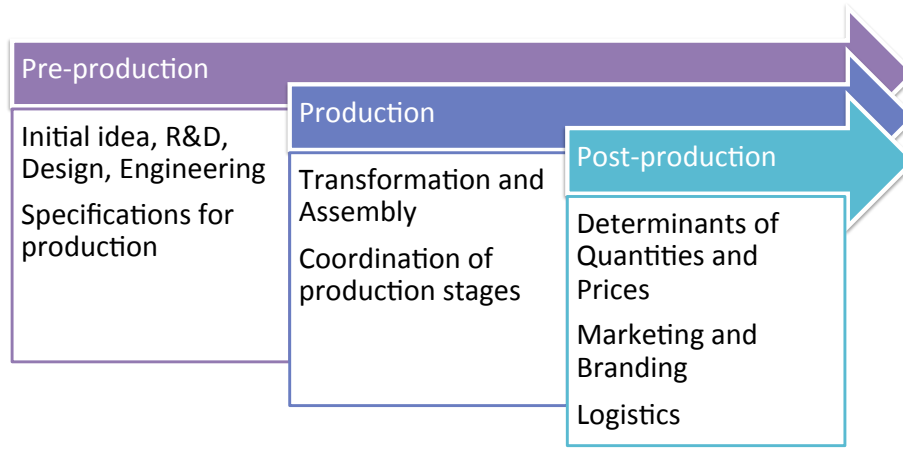 Pre-production
Initial idea, R&D,
Design, Engineering
Specifications for
production
Production
Transformation and
Assembly
Coordination of
production stages
Post-production
Determinants of
Quantities and
Prices
Marketing and
Branding
Logistics